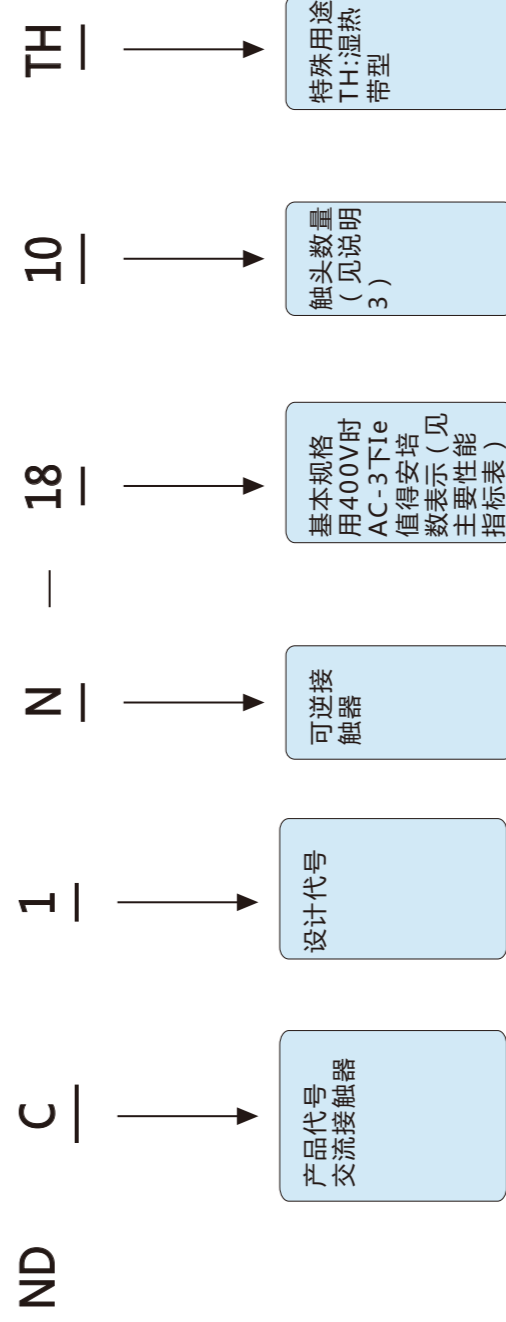 ND C 1 N — 18 10 TH
产品代号
交流接触器
设计代号
可逆接
触器
基本规格
用400V时
AC-3下Ie
值得安培
数表示（见
主要性能
指标表）
触头数量
（见说明
3）
特殊用途
TH:湿热
带型